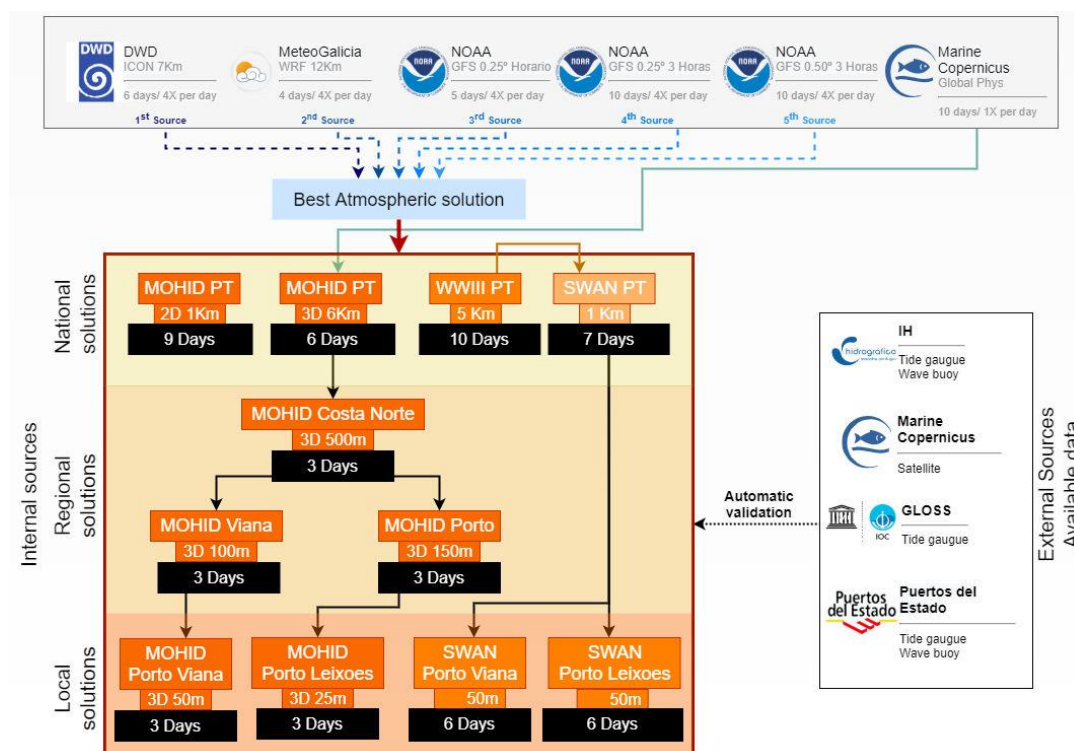 DWD
DWD
ICON 7Km
6 days/ 4X per day
1st Source
MeteoGalicia
WRF 12Km
4 days/ 4X per day
2nd Source
NOAA
NOAA
GFS 0.25º Horario
5 days/ 4X per day
3rd Source
NOAA
NOAA
GFS 0.25º 3 Horas
10 days/ 4X per day
4th Source
NOAA
NOAA
GFS 0.50º 3 Horas
10 days/ 4X per day
5th Source
Marine
Copernicus
Global Phys
10 days/ 1X per day
Best Atmospheric solution
Internal sources
National
solutions
MOHID PT
2D 1Km
9 Days
MOHID PT
3D 6Km
6 Days
WWIII PT
5 Km
10 Days
SWAN PT
1 Km
7 Days
Regional
solutions
MOHID Costa Norte
3D 500m
3 Days
MOHID Viana
3D 100m
3 Days
MOHID Porto
3D 150m
3 Days
Local
solutions
MOHID
Porto Viana
3D 50m
3 Days
MOHID
Porto Leixoes
3D 25m
3 Days
SWAN
Porto Viana
50m
6 Days
SWAN
Porto Leixoes
50m
6 Days
Automatic
validation
hidrográfico
IH
Tide gaugue
Wave buoy
Marine
Copernicus
Satellite
IOC
GLOSS
Tide gaugue
Puertos
del Estado
Puertos del
Estado
Tide gaugue
Wave buoy
External Sources
Available data